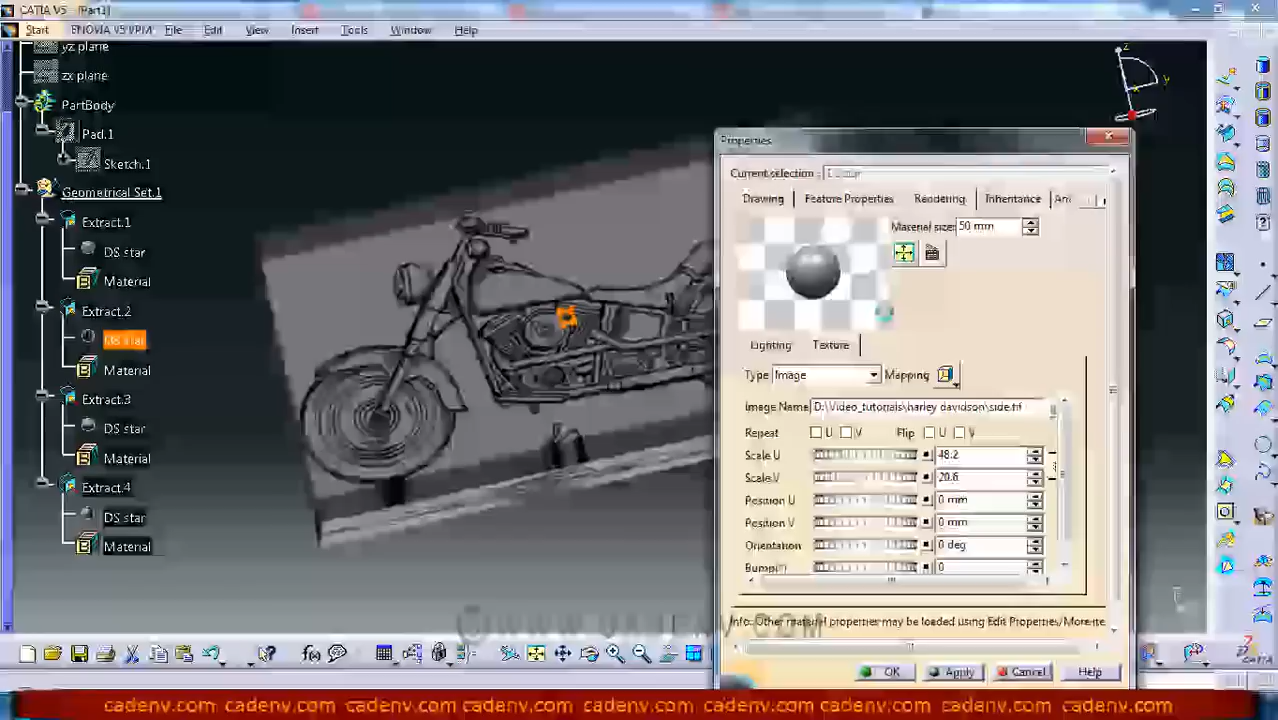 CATIA V5 - [Part1]
Start ENOVIA V5 VPM File Edit View Insert Tools Window Help
yz plane
zx plane
PartBody
Pad.1
Sketch.1
Geometrical Set.1
Extract.1
DS star
Material
Extract.2
DS star
Material
Extract.3
DS star
Material
Extract.4
DS star
Material
z
y
Properties
Current selection :
Drawing Feature Properties Rendering Inheritance
Material size: 50 mm
Lighting Texture
Type Image Mapping
Image Name D:\Video_tutorials\harley davidson\side.tif
Repeat U V Flip U V
Scale U 48.2
Scale V 20.6
Position U 0 mm
Position V 0 mm
Orientation 0 deg
Bump(n) 0
Info: Other material properties may be loaded using Edit Properties/More
OK Apply Cancel Help
cadenv.com cadenv.com cadenv.com cadenv.com cadenv.com cadenv.com cadenv.com cadenv.com cadenv.com